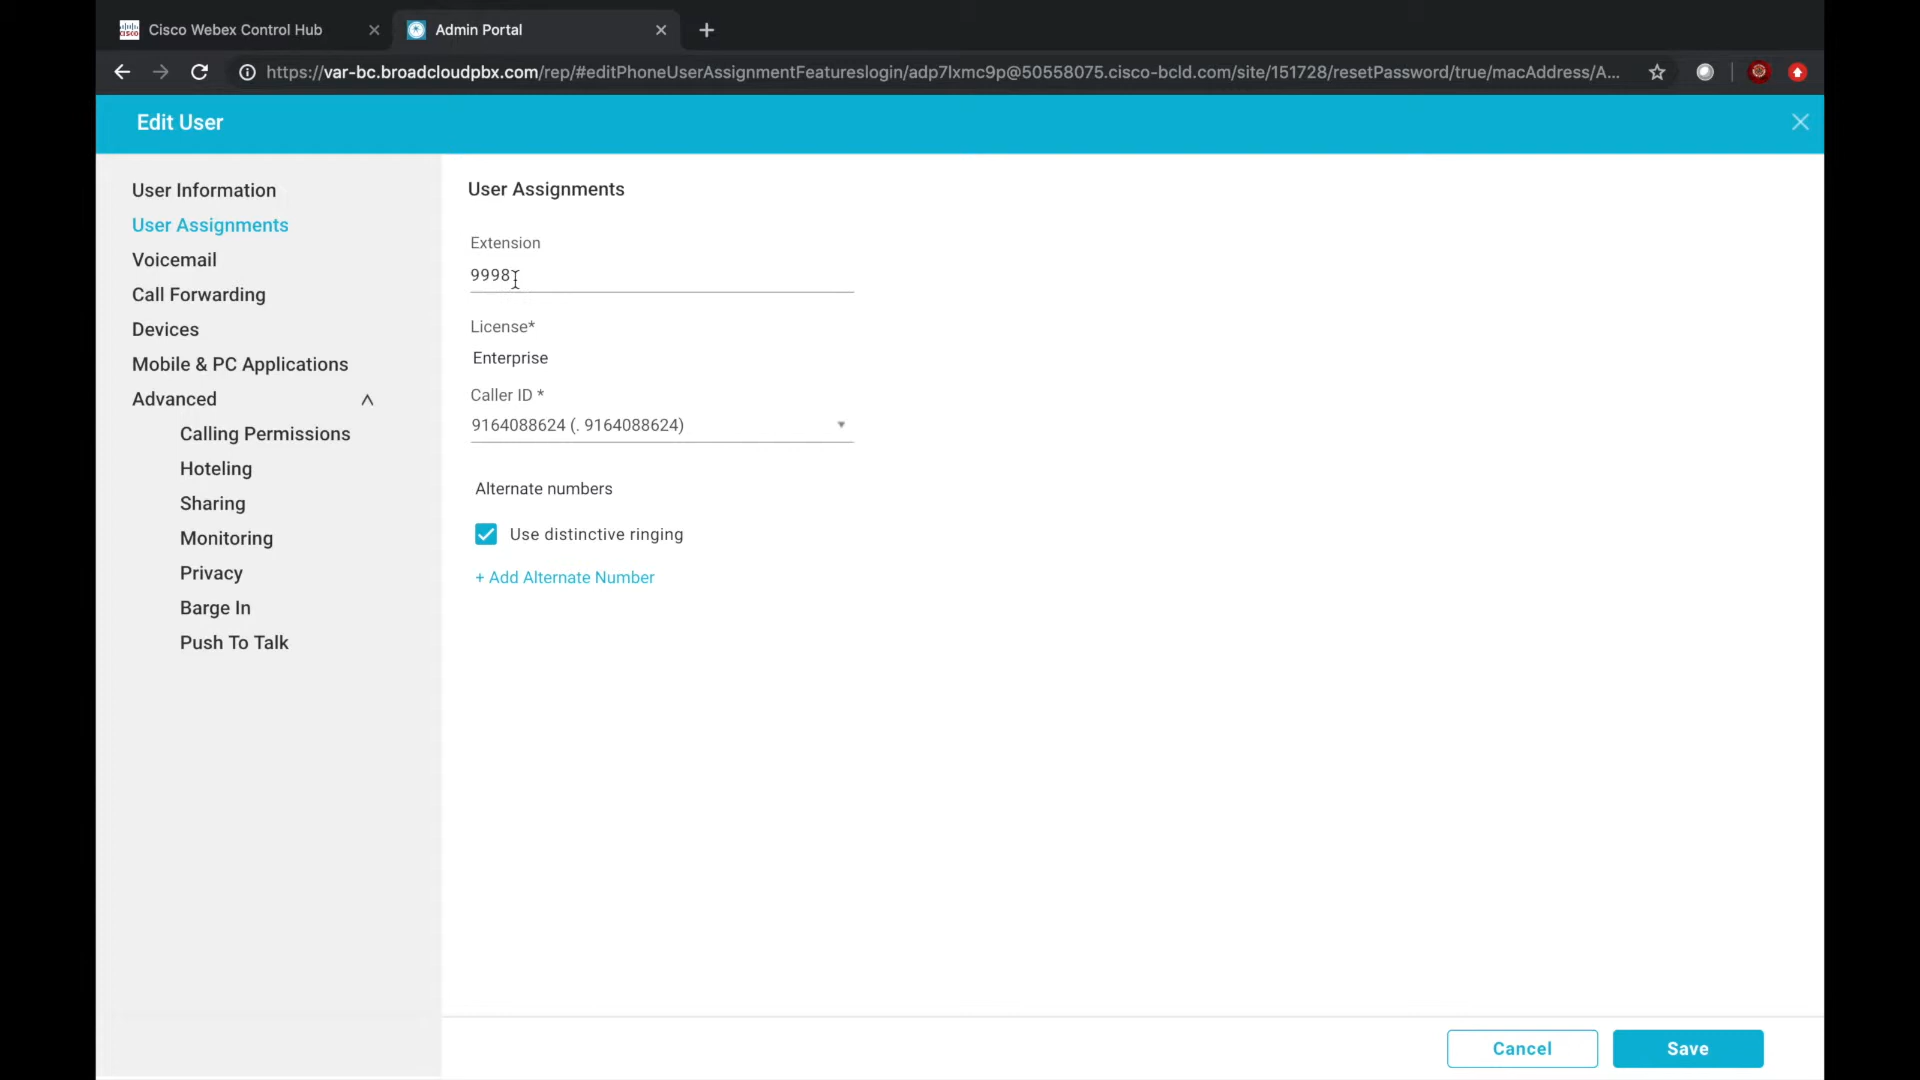 Cisco Webex Control Hub
Admin Portal
https://var-bc.broadcloudpbx.com/rep/#editPhoneUserAssignmentFeatureslogin/adp7lxmc9p@50558075.cisco-bcld.com/site/151728/resetPassword/true/macAddress/A...
Edit User
User Information
User Assignments
Voicemail
Call Forwarding
Devices
Mobile & PC Applications
Advanced
Calling Permissions
Hoteling
Sharing
Monitoring
Privacy
Barge In
Push To Talk
User Assignments
Extension
9998
License*
Enterprise
Caller ID *
9164088624 (. 9164088624)
Alternate numbers
Use distinctive ringing
+ Add Alternate Number
Cancel
Save